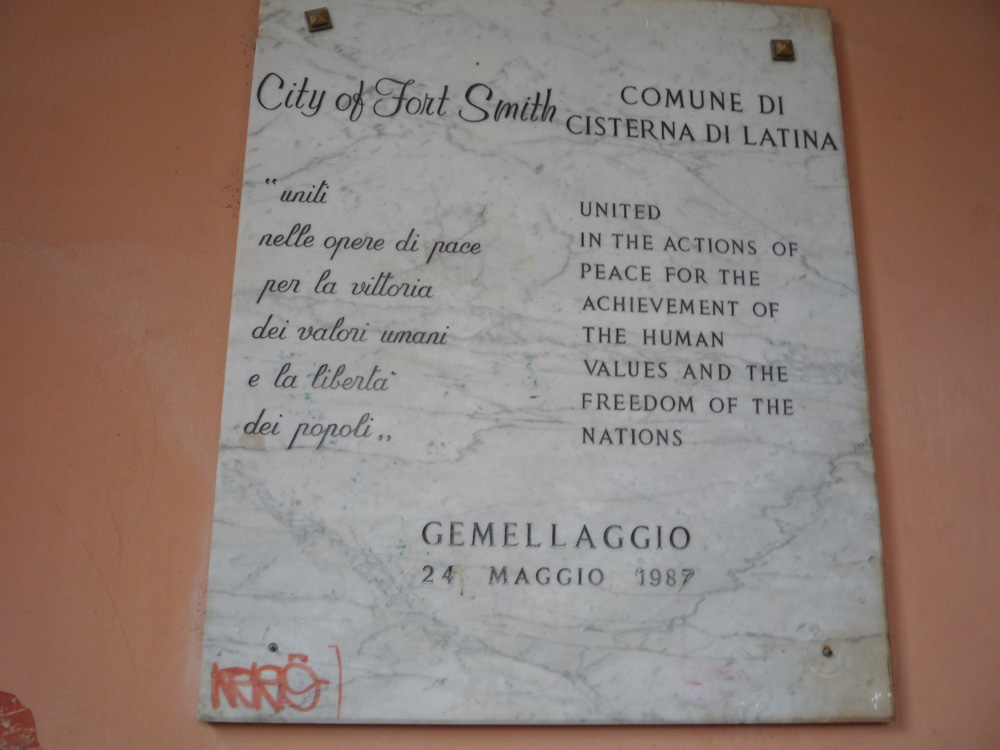 City of Fort Smith
COMUNE DI
CISTERNA DI LATINA
“uniti
nelle opere di pace
per la vittoria
dei valori umani
e la liberta`
dei popoli„
UNITED
IN THE ACTIONS OF
PEACE FOR THE
ACHIEVEMENT OF
THE HUMAN
VALUES AND THE
FREEDOM OF THE
NATIONS
GEMELLAGGIO
24 MAGGIO 1987